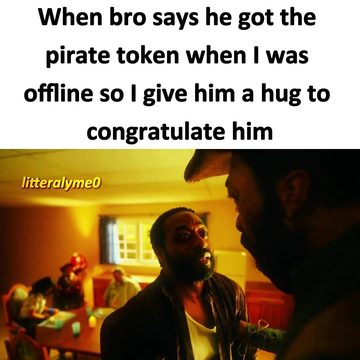 When bro says he got the
pirate token when I was
offline so I give him a hug to
congratulate him
litteralyme0